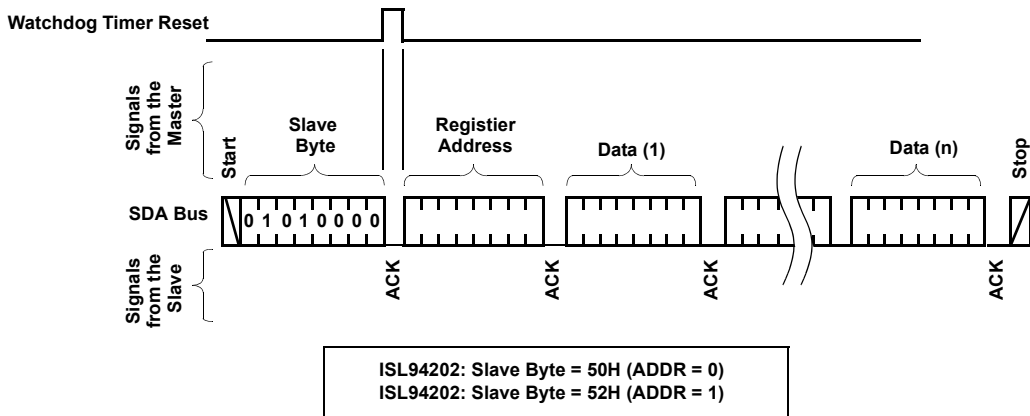 Watchdog Timer Reset
Signals
from the
Master
Start
Slave
Byte
Registier
Address
Data (1)
Data (n)
Stop
SDA Bus
0 1 0 1 0 0 0 0
Signals
from the
Slave
ACK
ACK
ACK
ACK
ISL94202: Slave Byte = 50H (ADDR = 0)
ISL94202: Slave Byte = 52H (ADDR = 1)